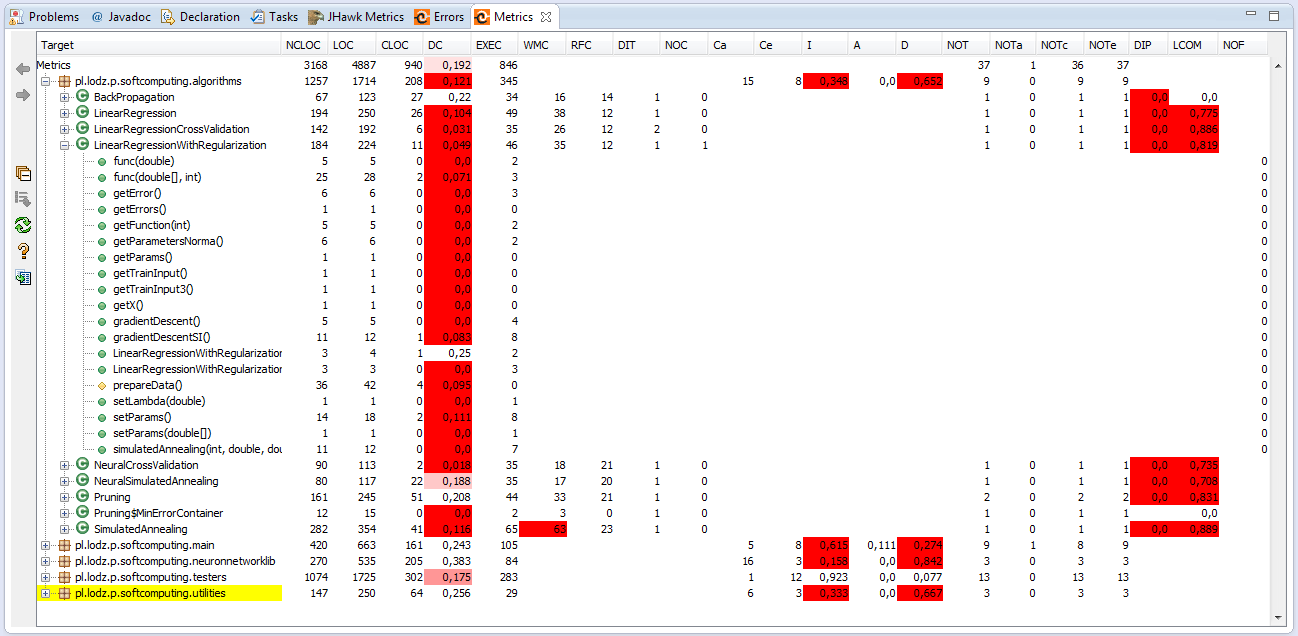 Problems @ Javadoc Declaration Tasks JHawk Metrics Errors Metrics
Target NCLOC LOC CLOC DC EXEC WMC RFC DIT NOC Ca Ce I A D NOT NOTa NOTc NOTe DIP LCOM NOF
Metrics 3168 4887 940 0,192 846 37 1 36 37
pl.lodz.p.softcomputing.algorithms 1257 1714 208 0,121 345 15 8 0,348 0,0 0,652 9 0 9 9
BackPropagation 67 123 27 0,22 34 16 14 1 0 1 0 1 1 0,0 0,0
LinearRegression 194 250 26 0,104 49 38 12 1 0 1 0 1 1 0,0 0,775
LinearRegressionCrossValidation 142 192 6 0,031 35 26 12 2 0 1 0 1 1 0,0 0,886
LinearRegressionWithRegularization 184 224 11 0,049 46 35 12 1 1 1 0 1 1 0,0 0,819
func(double) 5 5 0 0,0 2 0
func(double[], int) 25 28 2 0,071 3 0
getError() 6 6 0 0,0 3 0
getErrors() 1 1 0 0,0 0 0
getFunction(int) 5 5 0 0,0 2 0
getParametersNorma() 6 6 0 0,0 2 0
getParams() 1 1 0 0,0 0 0
getTrainInput() 1 1 0 0,0 0 0
getTrainInput3() 1 1 0 0,0 0 0
getX() 1 1 0 0,0 0 0
gradientDescent() 5 5 0 0,0 4 0
gradientDescentSI() 11 12 1 0,083 8 0
LinearRegressionWithRegularization 3 4 1 0,25 2 0
LinearRegressionWithRegularization 3 3 0 0,0 3 0
prepareData() 36 42 4 0,095 0 0
setLambda(double) 1 1 0 0,0 1 0
setParams() 14 18 2 0,111 8 0
setParams(double[]) 1 1 0 0,0 1 0
simulatedAnnealing(int, double, dou 11 12 0 0,0 7 0
NeuralCrossValidation 90 113 2 0,018 35 18 21 1 0 1 0 1 1 0,0 0,735
NeuralSimulatedAnnealing 80 117 22 0,188 35 17 20 1 0 1 0 1 1 0,0 0,708
Pruning 161 245 51 0,208 44 33 21 1 0 2 0 2 2 0,0 0,831
Pruning$MinErrorContainer 12 15 0 0,0 2 3 0 1 0 1 0 1 1 0,0
SimulatedAnnealing 282 354 41 0,116 65 63 23 1 0 1 0 1 1 0,0 0,889
pl.lodz.p.softcomputing.main 420 663 161 0,243 105 5 8 0,615 0,111 0,274 9 1 8 9
pl.lodz.p.softcomputing.neuronnetworklib 270 535 205 0,383 84 16 3 0,158 0,0 0,842 3 0 3 3
pl.lodz.p.softcomputing.testers 1074 1725 302 0,175 283 1 12 0,923 0,0 0,077 13 0 13 13
pl.lodz.p.softcomputing.utilities 147 250 64 0,256 29 6 3 0,333 0,0 0,667 3 0 3 3